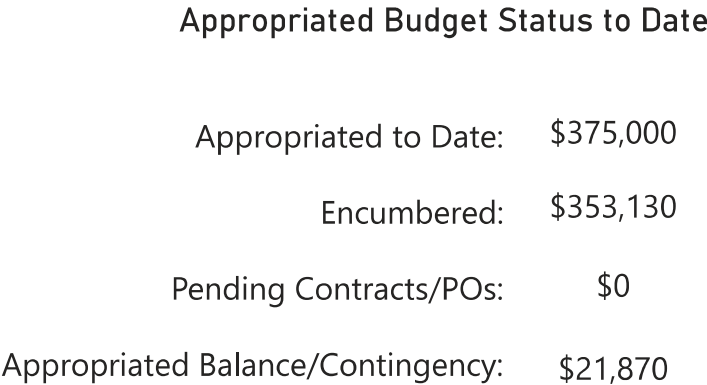 Appropriated Budget Status to Date
Appropriated to Date: $375,000
Encumbered: $353,130
Pending Contracts/POs: $0
Appropriated Balance/Contingency: $21,870